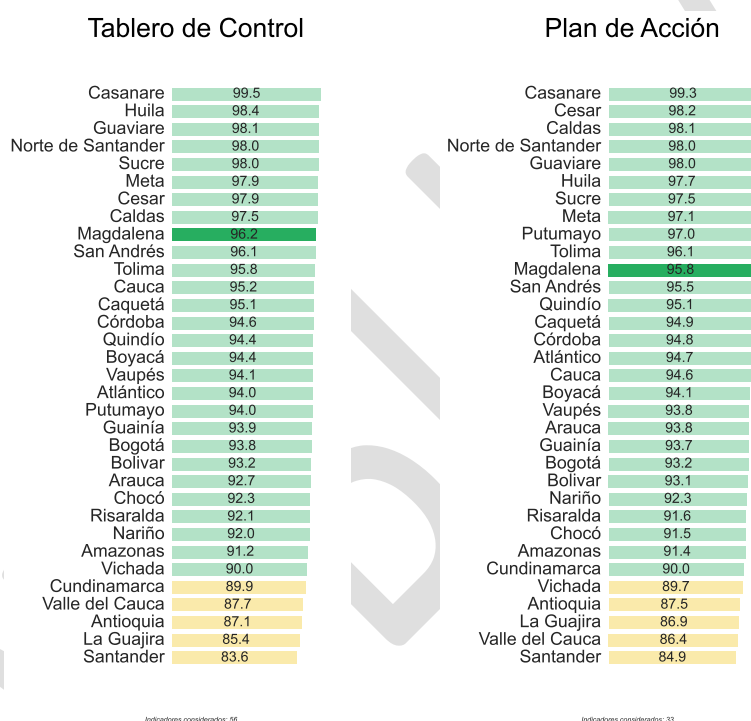 Tablero de Control
Casanare 99.5
Huila 98.4
Guaviare 98.1
Norte de Santander 98.0
Sucre 98.0
Meta 97.9
Cesar 97.9
Caldas 97.5
Magdalena 96.2
San Andrés 96.1
Tolima 95.8
Cauca 95.2
Caquetá 95.1
Córdoba 94.6
Quindío 94.4
Boyacá 94.4
Vaupés 94.1
Atlántico 94.0
Putumayo 94.0
Guainía 93.9
Bogotá 93.8
Bolivar 93.2
Arauca 92.7
Chocó 92.3
Risaralda 92.1
Nariño 92.0
Amazonas 91.2
Vichada 90.0
Cundinamarca 89.9
Valle del Cauca 87.7
Antioquia 87.1
La Guajira 85.4
Santander 83.6
Indicadores considerados: 56
Plan de Acción
Casanare 99.3
Cesar 98.2
Caldas 98.1
Norte de Santander 98.0
Guaviare 98.0
Huila 97.7
Sucre 97.5
Meta 97.1
Putumayo 97.0
Tolima 96.1
Magdalena 95.8
San Andrés 95.5
Quindío 95.1
Caquetá 94.9
Córdoba 94.8
Atlántico 94.7
Cauca 94.6
Boyacá 94.1
Vaupés 93.8
Arauca 93.8
Guainía 93.7
Bogotá 93.2
Bolivar 93.1
Nariño 92.3
Risaralda 91.6
Chocó 91.5
Amazonas 91.4
Cundinamarca 90.0
Vichada 89.7
Antioquia 87.5
La Guajira 86.9
Valle del Cauca 86.4
Santander 84.9
Indicadores considerados: 33